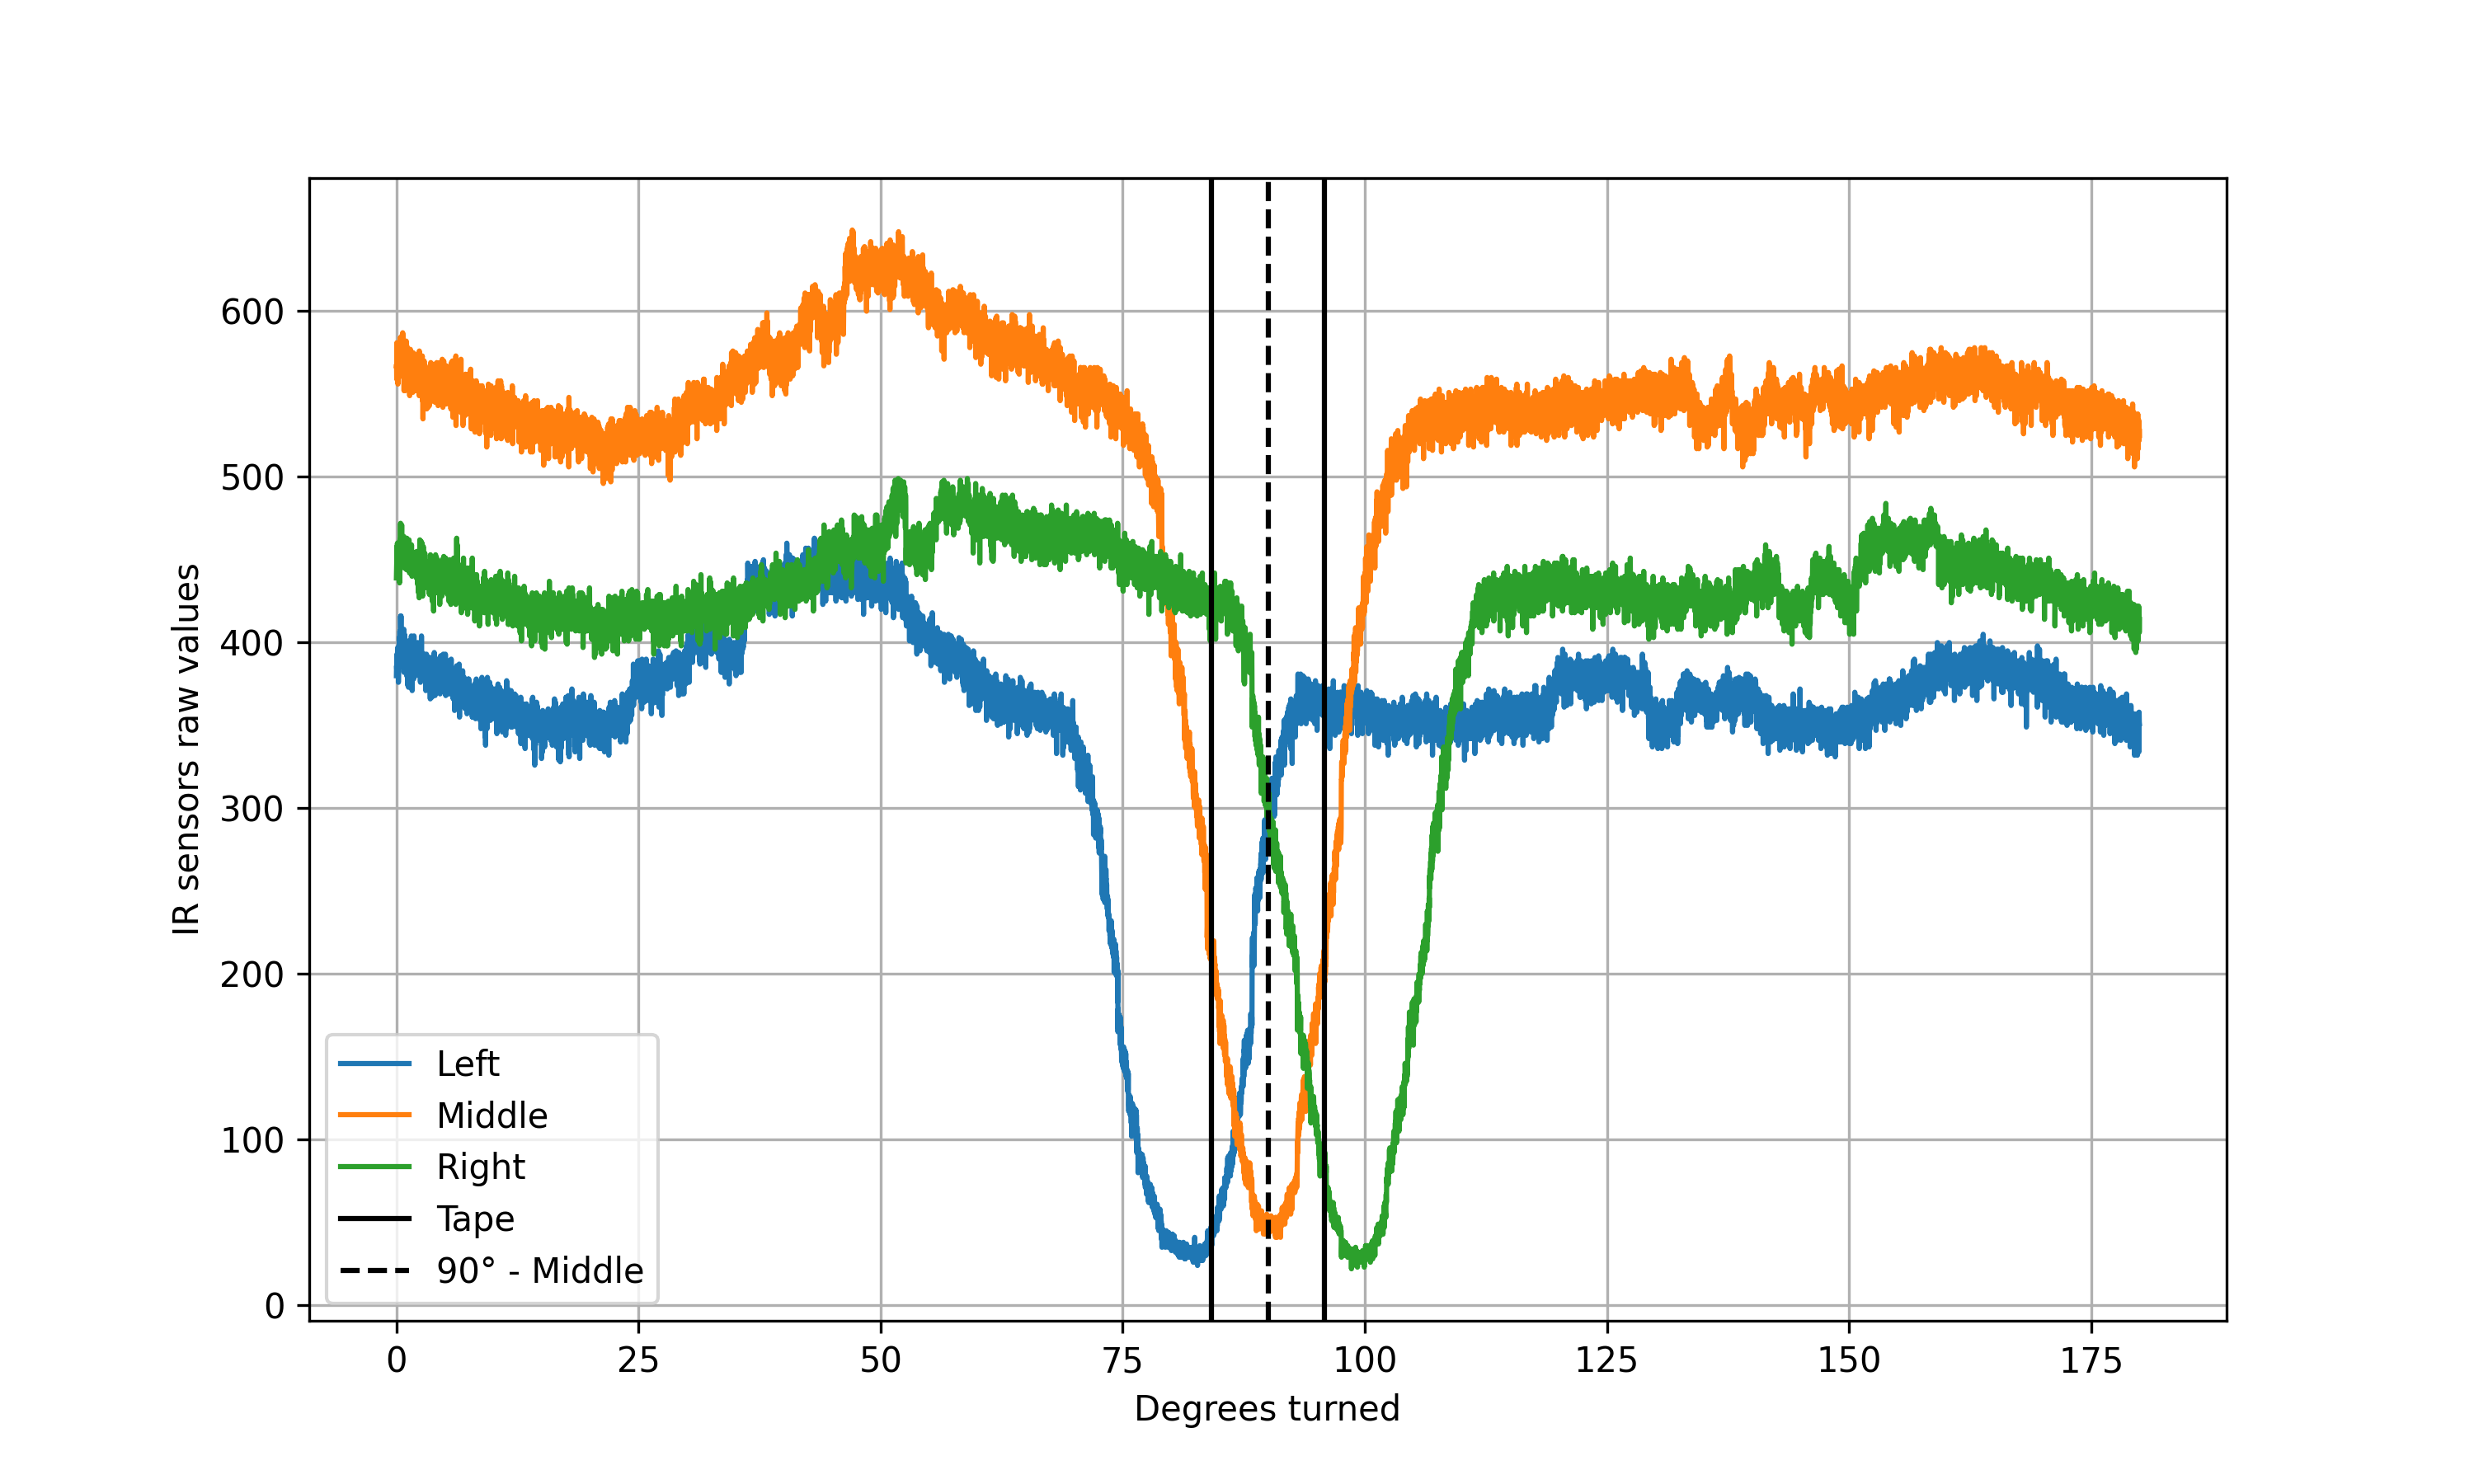 600
500
400
300
200
100
0
IR sensors raw values
Left
Middle
Right
Tape
90° - Middle
0 25 50 75 100 125 150 175
Degrees turned